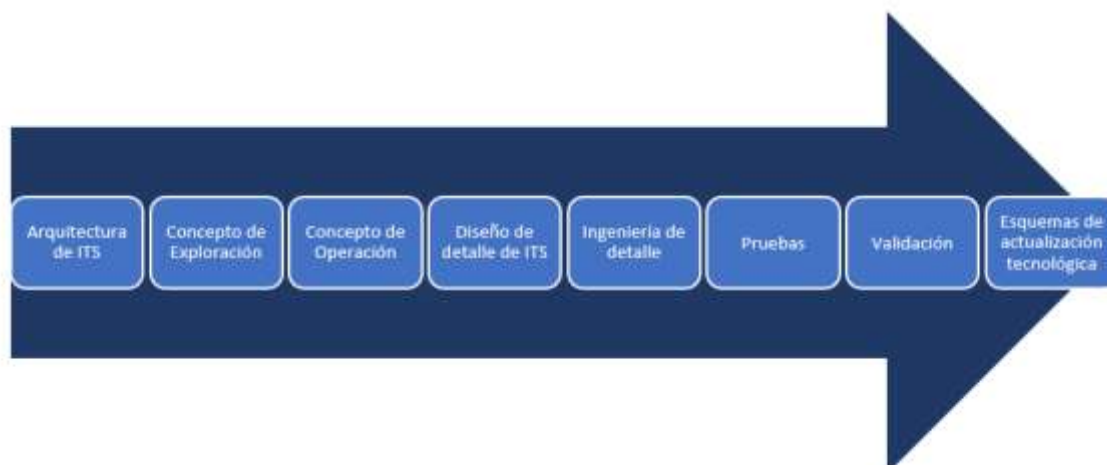 Arquitectura
de ITS
Concepto de
Exploración
Concepto de
Operación
Diseño de
detalle de ITS
Ingeniería de
detalle
Pruebas
Validación
Esquemas de
actualización
tecnológica